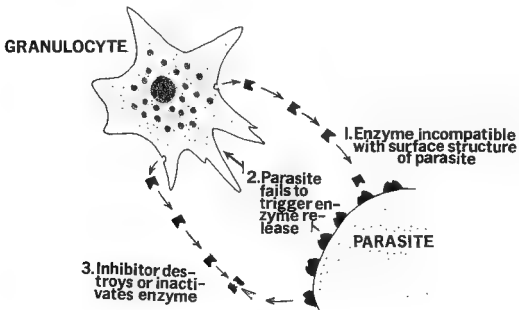 GRANULOCYTE
1. Enzyme incompatible
with surface structure
of parasite
2. Parasite
fails to
trigger en-
zyme re-
lease
PARASITE
3. Inhibitor des-
troys or inacti-
vates enzyme